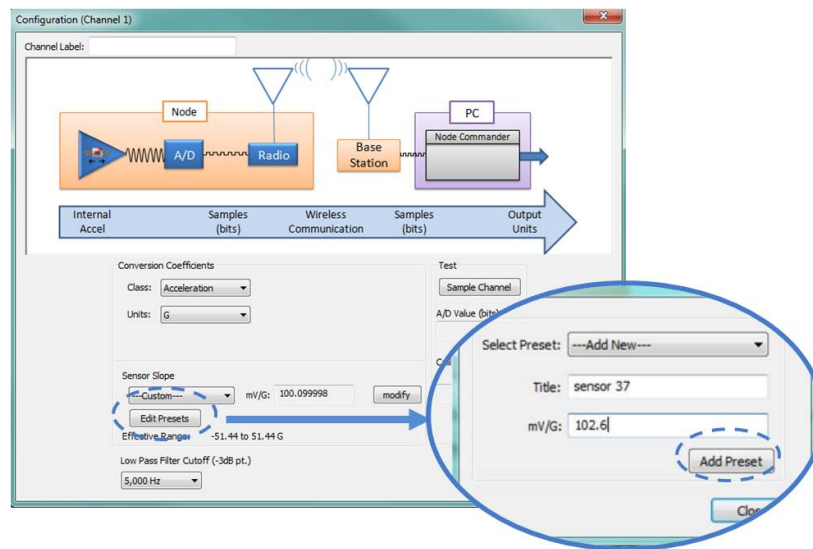 Configuration (Channel 1)
Channel Label:
Node
PC
A/D
Radio
Base
Station
Node Commander
Internal
Accel
Samples
(bits)
Wireless
Communication
Samples
(bits)
Output
Units
Conversion Coefficients
Class: Acceleration
Units: G
Test
Sample Channel
A/D Value (bits)
Sensor Slope
---Custom--- mV/G: 100.099998 modify
Edit Presets
Effective Range: -51.44 to 51.44 G
Low Pass Filter Cutoff (-3dB pt.)
5,000 Hz
Select Preset: ---Add New---
Title: sensor 37
mV/G: 102.6
Add Preset